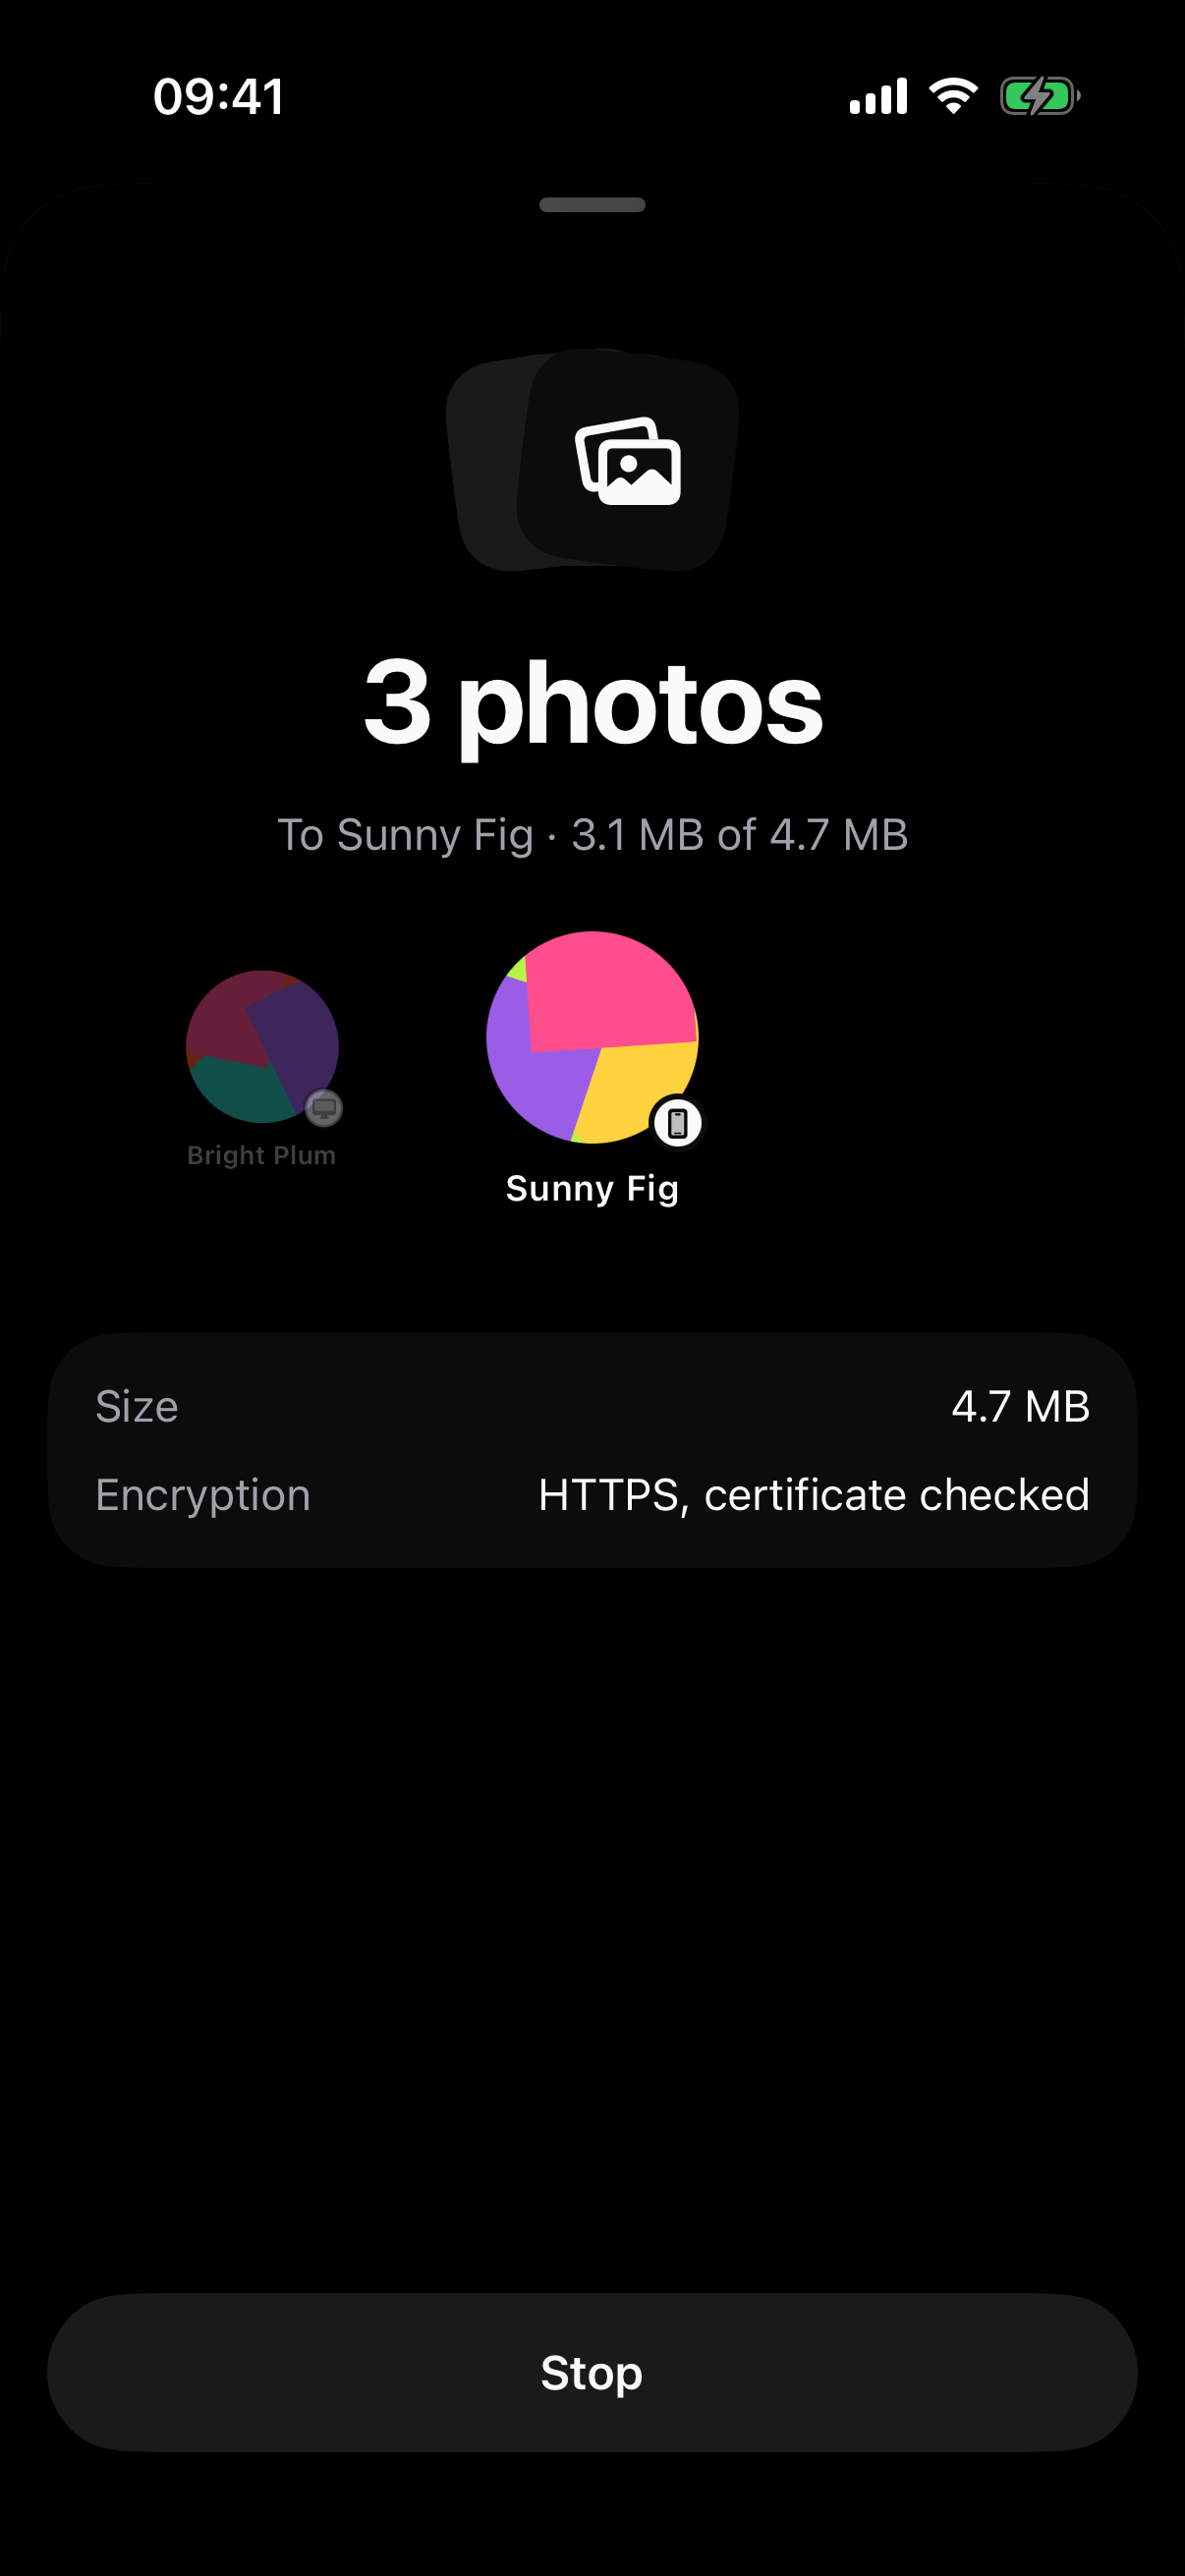 09:41
3 photos
To Sunny Fig · 3.1 MB of 4.7 MB
Bright Plum
Sunny Fig
Size 4.7 MB
Encryption HTTPS, certificate checked
Stop